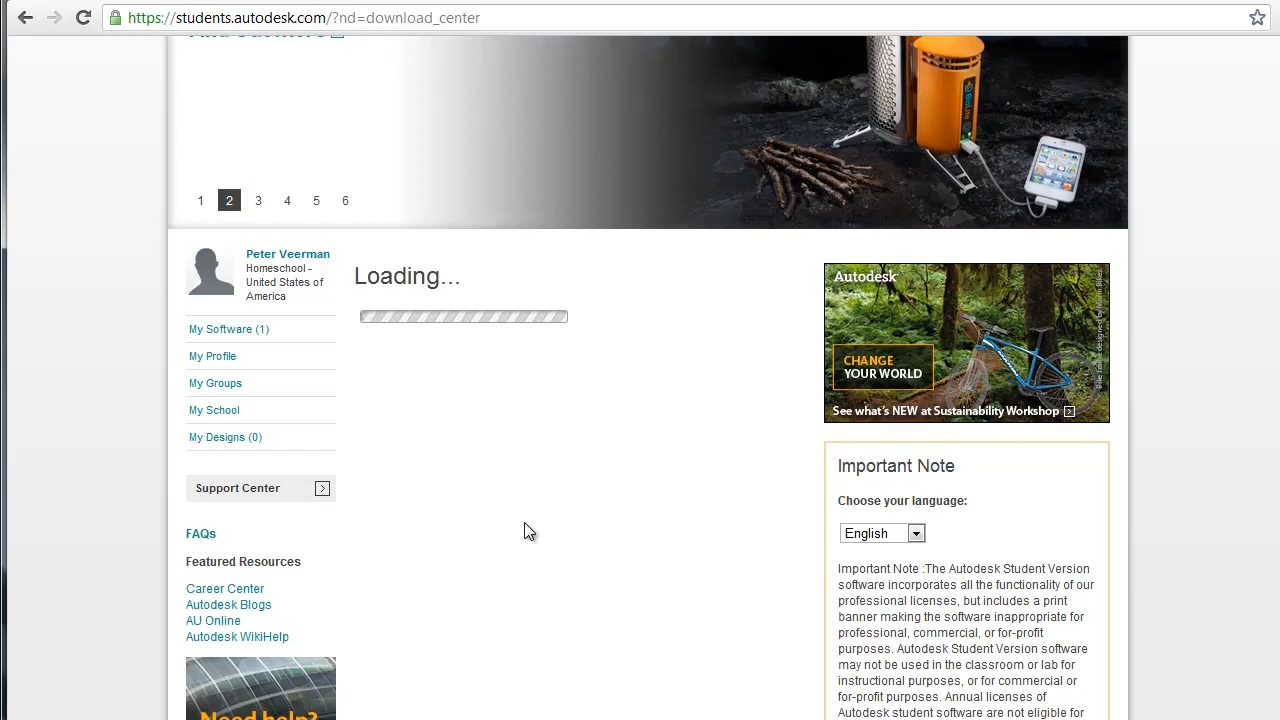 https://students.autodesk.com/?nd=download_center
1 2 3 4 5 6
Peter Veerman
Homeschool -
United States of
America
My Software (1)
My Profile
My Groups
My School
My Designs (0)
Support Center
FAQs
Featured Resources
Career Center
Autodesk Blogs
AU Online
Autodesk WikiHelp
Need help?
Loading...
Autodesk
CHANGE
YOUR WORLD
See what's NEW at Sustainability Workshop
Important Note
Choose your language:
English
Important Note :The Autodesk Student Version
software incorporates all the functionality of our
professional licenses, but includes a print
banner making the software inappropriate for
professional, commercial, or for-profit
purposes. Autodesk Student Version software
may not be used in the classroom or lab for
instructional purposes, or for commercial or
for-profit purposes. Annual licenses of
Autodesk student software are not eligible for